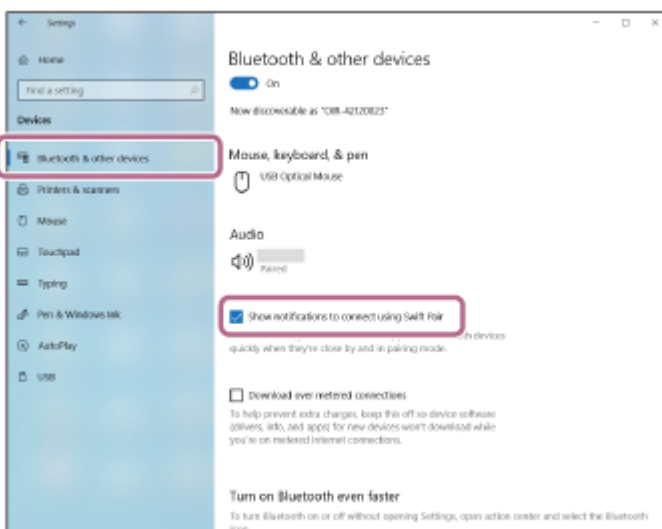 Settings
Home
Find a setting
Devices
Bluetooth & other devices
Printers & scanners
Mouse
Touchpad
Typing
Pen & Windows Ink
AutoPlay
USB
Bluetooth & other devices
On
Now discoverable as
Mouse, keyboard, & pen
USB Optical Mouse
Audio
Paired
Show notifications to connect using Swift Pair
devices
quickly when they're close by and in pairing mode.
Download over metered connections
To help prevent extra charges, keep this off so device software
(drivers, info, and apps) for new devices won't download while
you're on metered Internet connections.
Turn on Bluetooth even faster
To turn Bluetooth on or off without opening Settings, open action center and select the Bluetooth